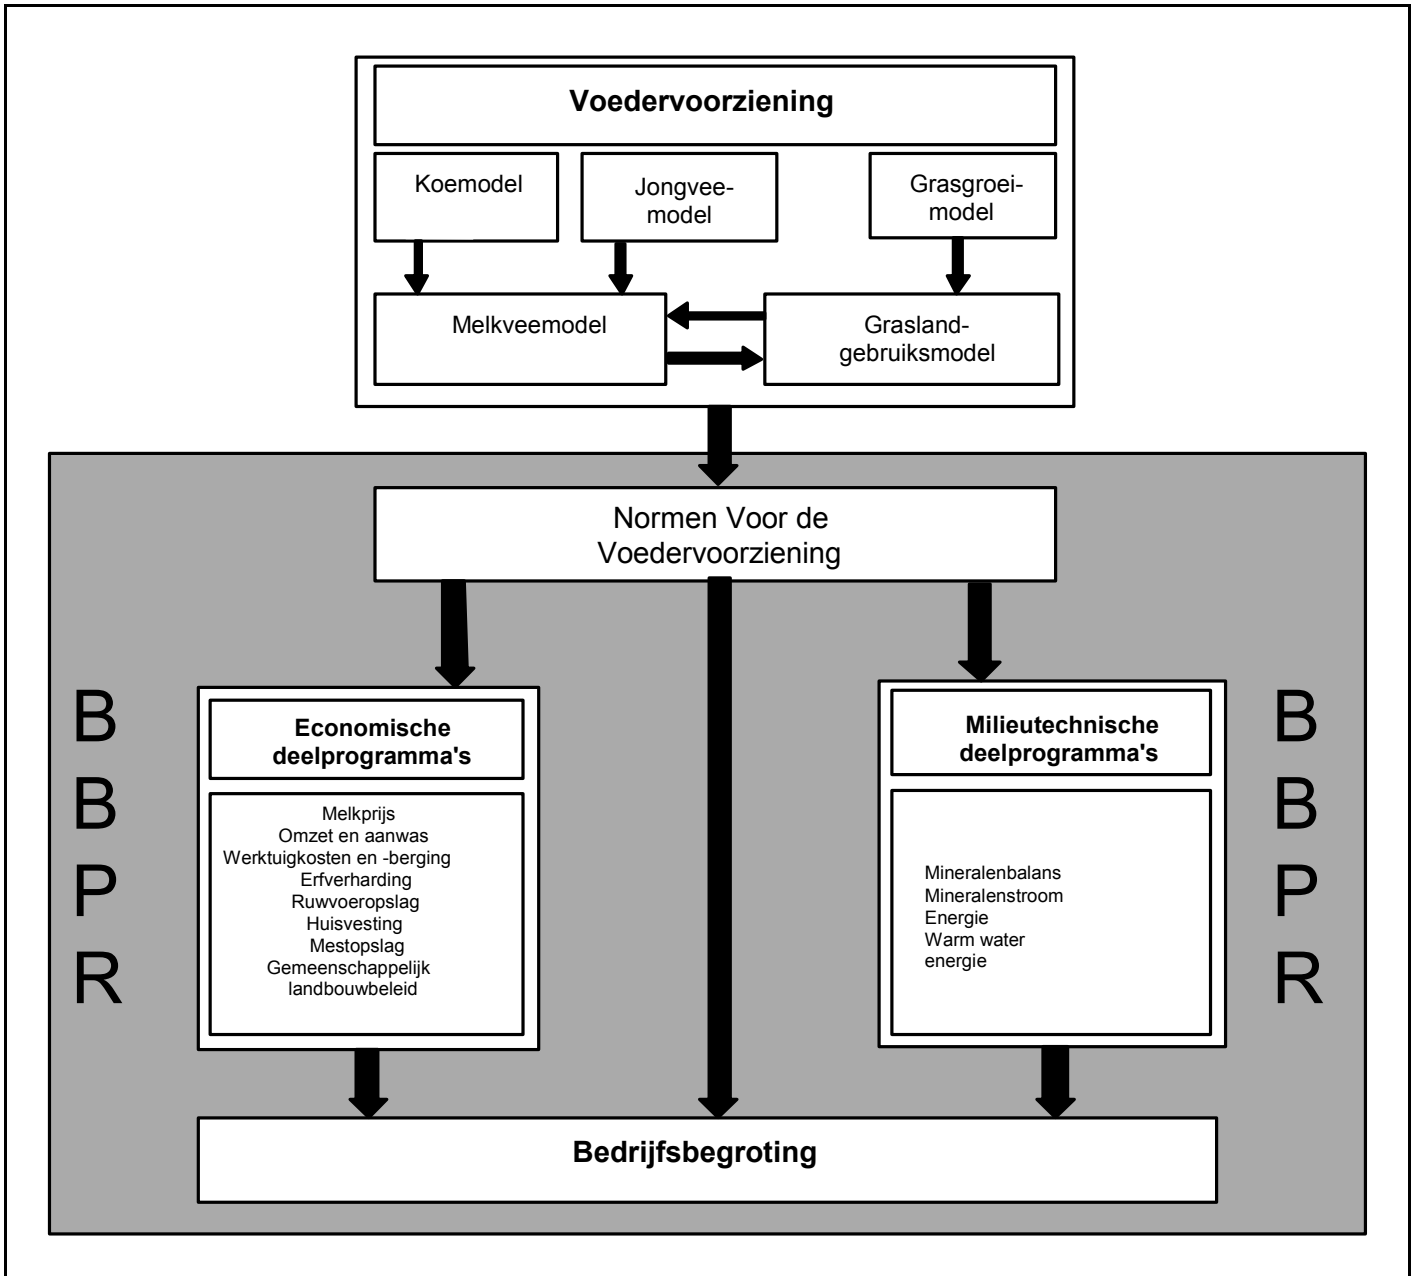 Voedervoorziening
Koemodel
Jongvee-
model
Grasgroei-
model
Melkveemodel
Grasland-
gebruiksmodel
Normen Voor de
Voedervoorziening
B
B
P
R
Economische
deelprogramma's
Melkprijs
Omzet en aanwas
Werktuigkosten en -berging
Erfverharding
Ruwvoeropslag
Huisvesting
Mestopslag
Gemeenschappelijk
landbouwbeleid
Milieutechnische
deelprogramma's
Mineralenbalans
Mineralenstroom
Energie
Warm water
energie
B
B
P
R
Bedrijfsbegroting